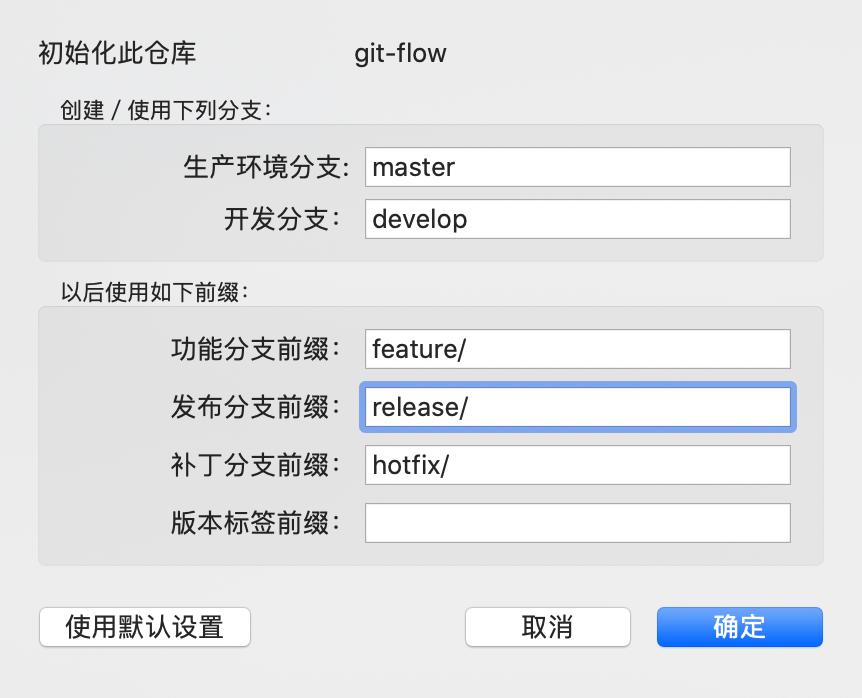 初始化此仓库 git-flow
创建 / 使用下列分支：
生产环境分支: master
开发分支： develop
以后使用如下前缀：
功能分支前缀： feature/
发布分支前缀： release/
补丁分支前缀： hotfix/
版本标签前缀：
使用默认设置 取消 确定